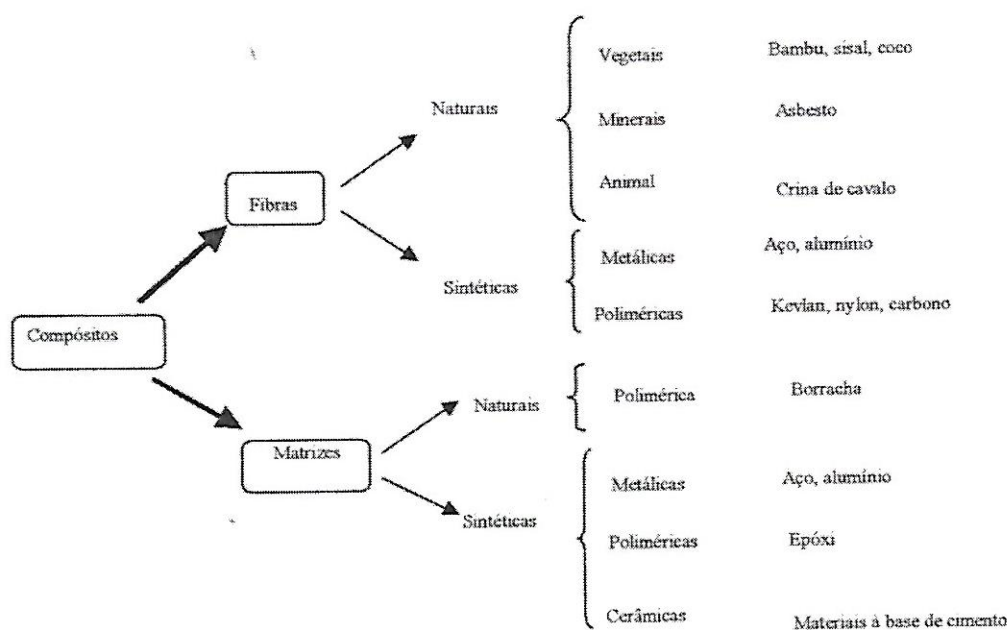 Vegetais Bambu, sisal, coco
Naturais
Minerais Asbesto
Animal Crina de cavalo
Fibras
Metálicas Aço, alumínio
Sintéticas
Poliméricas Kevlan, nylon, carbono
Compósitos
Naturais Polimérica Borracha
Matrizes
Metálicas Aço, alumínio
Sintéticas
Poliméricas Epóxi
Cerâmicas Materiais à base de cimento